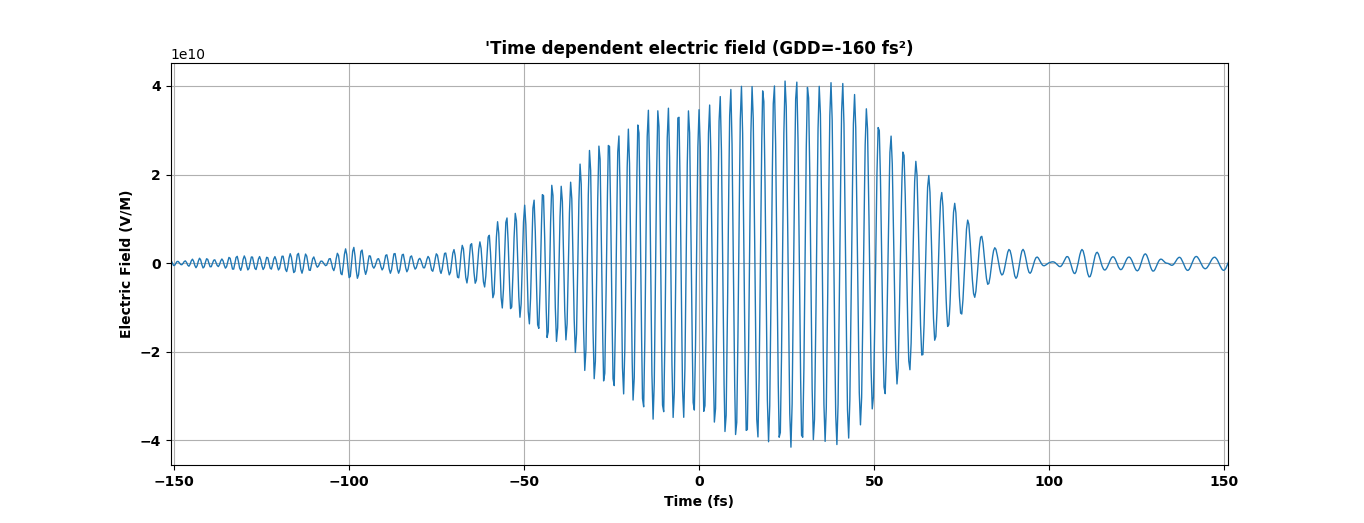 'Time dependent electric field (GDD=-160 fs²)
1e10
4
2
0
−2
−4
Electric Field (V/M)
−150 −100 −50 0 50 100 150
Time (fs)